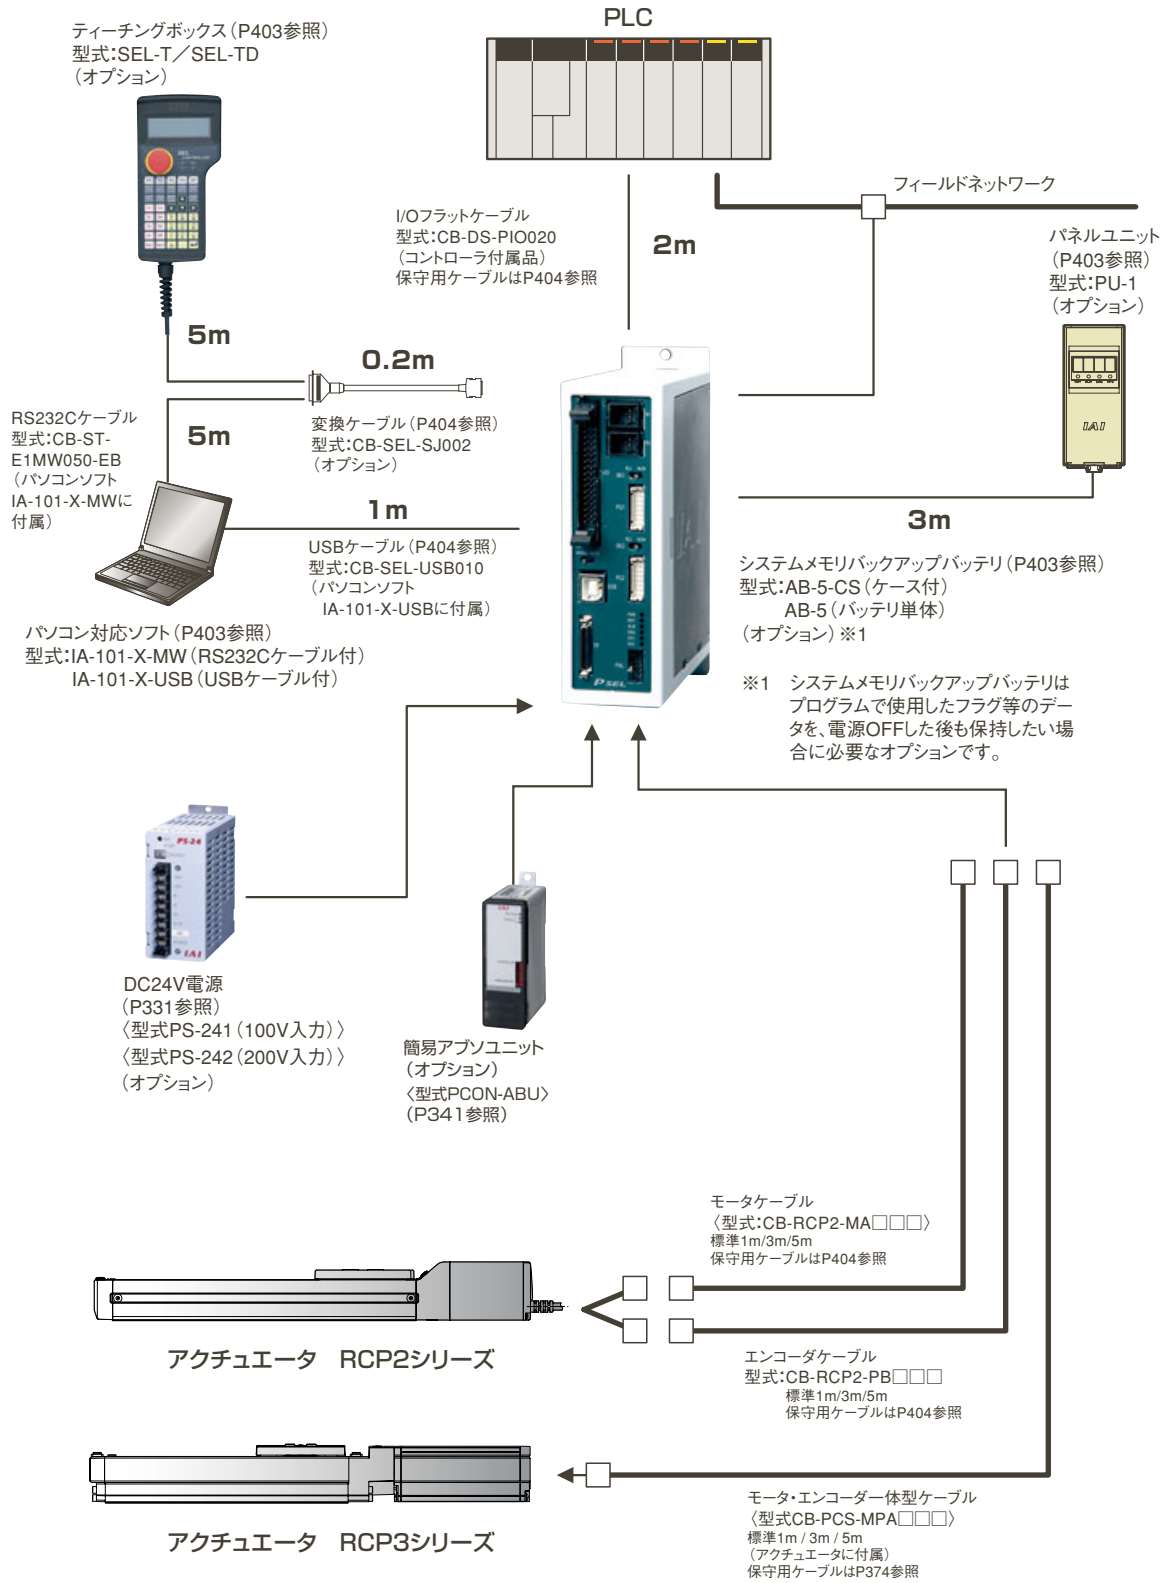 PLC
ティーチングボックス（P403参照）
型式:SEL-T／SEL-TD
（オプション）
フィールドネットワーク
I/Oフラットケーブル
型式:CB-DS-PIO020
（コントローラ付属品）
保守用ケーブルはP404参照
2m
パネルユニット
（P403参照）
型式:PU-1
（オプション）
IAI
5m
0.2m
変換ケーブル（P404参照）
型式:CB-SEL-SJ002
（オプション）
RS232Cケーブル
型式:CB-ST-
E1MW050-EB
（パソコンソフト
IA-101-X-MWに
付属）
5m
1m
USBケーブル（P404参照）
型式:CB-SEL-USB010
（パソコンソフト
IA-101-X-USBに付属）
3m
パソコン対応ソフト（P403参照）
型式:IA-101-X-MW（RS232Cケーブル付）
IA-101-X-USB（USBケーブル付）
システムメモリバックアップバッテリ（P403参照）
型式:AB-5-CS（ケース付）
AB-5（バッテリ単体）
（オプション）※1
※1 システムメモリバックアップバッテリは
プログラムで使用したフラグ等のデー
タを、電源OFFした後も保持したい場
合に必要なオプションです。
P SEL
PS-24
IAI
DC24V電源
（P331参照）
〈型式PS-241（100V入力）〉
〈型式PS-242（200V入力）〉
（オプション）
簡易アブソユニット
（オプション）
〈型式PCON-ABU〉
（P341参照）
モータケーブル
〈型式:CB-RCP2-MA□□□〉
標準1m/3m/5m
保守用ケーブルはP404参照
アクチュエータ　RCP2シリーズ
エンコーダケーブル
型式:CB-RCP2-PB□□□
標準1m/3m/5m
保守用ケーブルはP404参照
アクチュエータ　RCP3シリーズ
モータ・エンコーダ一体型ケーブル
〈型式CB-PCS-MPA□□□〉
標準1m / 3m / 5m
（アクチュエータに付属）
保守用ケーブルはP374参照